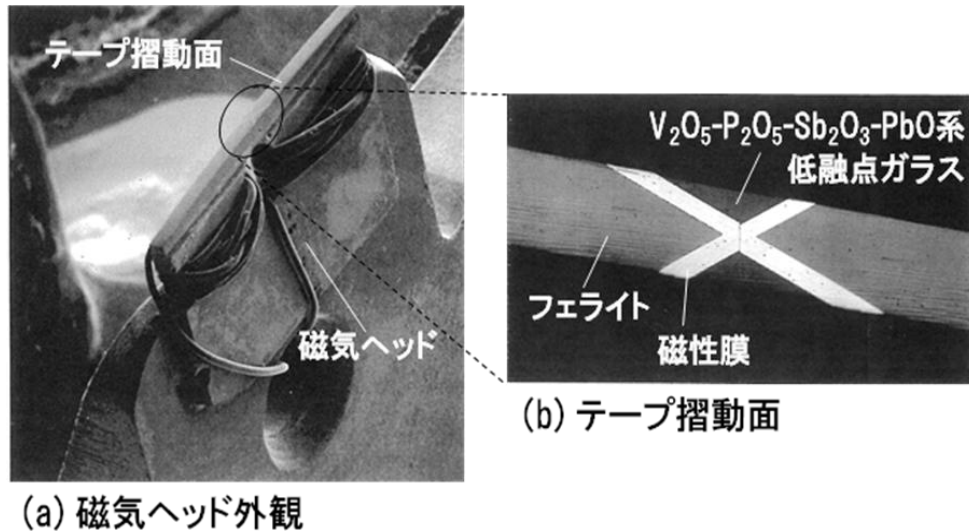 テープ摺動面
磁気ヘッド
(a) 磁気ヘッド外観
V₂O₅-P₂O₅-Sb₂O₃-PbO系
低融点ガラス
フェライト
磁性膜
(b) テープ摺動面